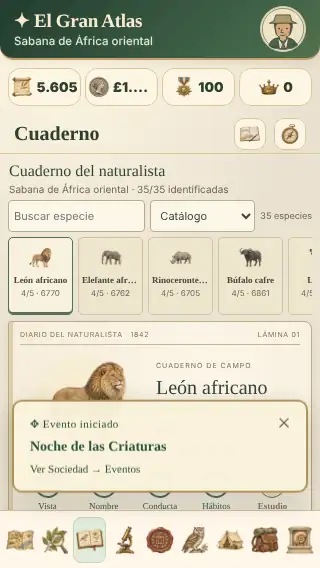 ✦ El Gran Atlas
Sabana de África oriental
5.605
£1....
100
0
Cuaderno
Cuaderno del naturalista
Sabana de África oriental · 35/35 identificadas
Buscar especie
Catálogo
35 especies
León africano
4/5 · 6770
Elefante afr...
4/5 · 6762
Rinoceronte...
4/5 · 6705
Búfalo cafre
4/5 · 6861
L
4/5
DIARIO DEL NATURALISTA 1842
LÁMINA 01
CUADERNO DE CAMPO
León africano
✥ Evento iniciado
Noche de las Criaturas
Ver Sociedad → Eventos
Vista
Nombre
Conducta
Hábitos
Estudio